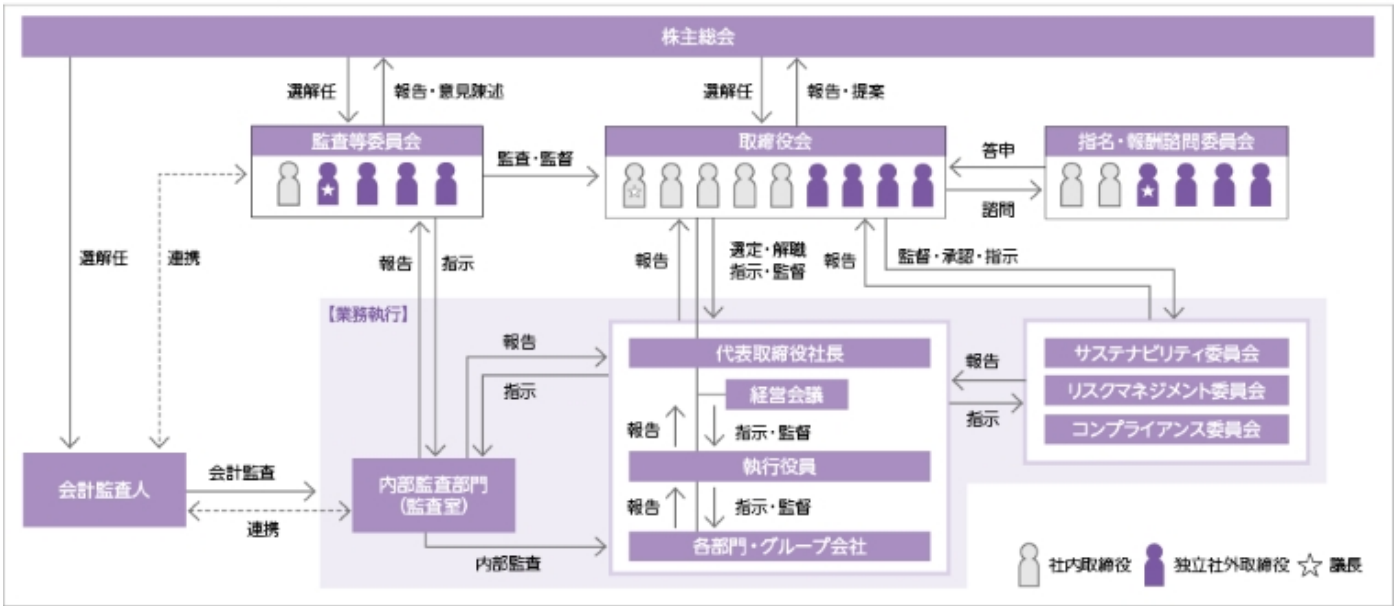 株主総会
選解任
報告・意見陳述
選解任
報告・提案
監査等委員会
監査・監督
取締役会
答申
指名・報酬諮問委員会
諮問
選解任
連携
報告
指示
報告
選定・解職
指示・監督
報告
監督・承認・指示
【業務執行】
報告
指示
代表取締役社長
経営会議
報告
指示・監督
執行役員
報告
指示・監督
各部門・グループ会社
報告
指示
サステナビリティ委員会
リスクマネジメント委員会
コンプライアンス委員会
会計監査人
会計監査
連携
内部監査部門
(監査室)
内部監査
社内取締役
独立社外取締役
議長